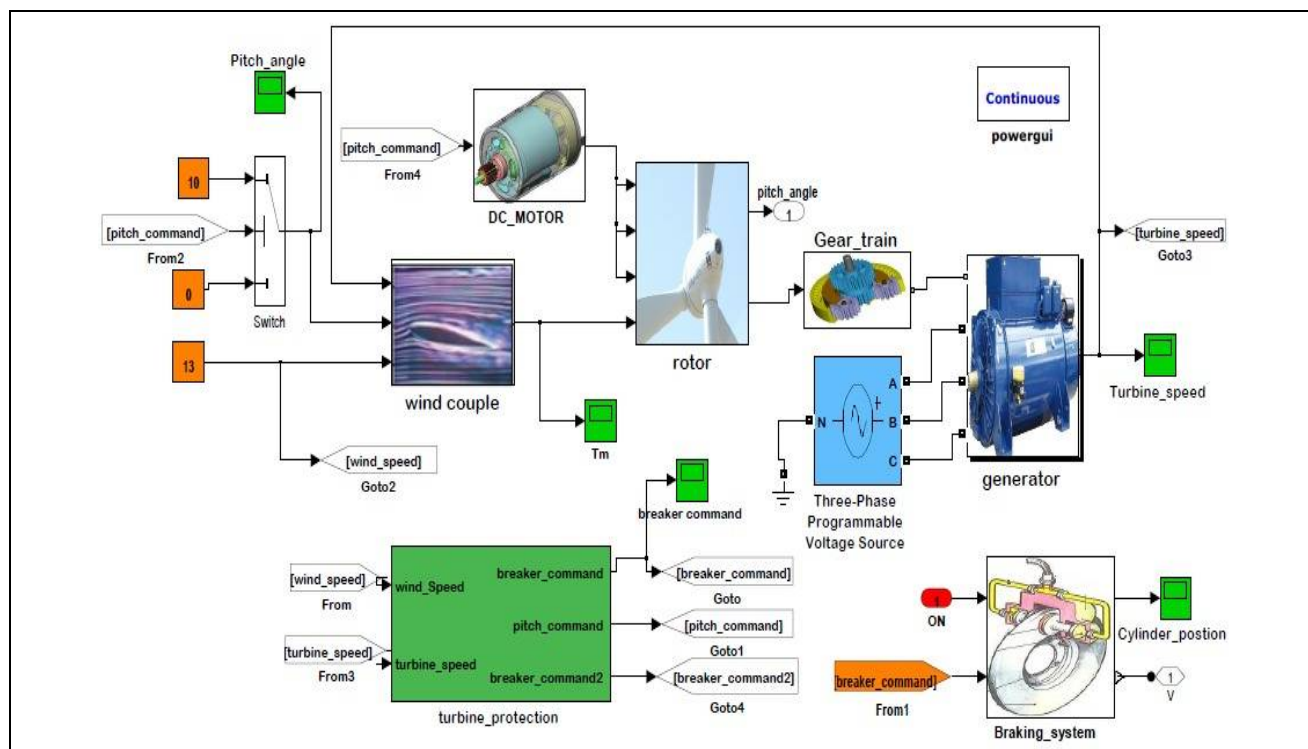 Pitch_angle
Continuous
powergui
[pitch_command]
From4
DC_MOTOR
10
[pitch_command]
From2
0
Switch
13
pitch_angle
1
rotor
Gear_train
[turbine_speed]
Goto3
wind couple
Turbine_speed
[wind_speed]
Goto2
Tm
N
A
B
C
Three-Phase
Programmable
Voltage Source
generator
breaker command
[wind_speed]
From
wind_Speed
breaker_command
[breaker_command]
Goto
pitch_command
[pitch_command]
Goto1
[turbine_speed]
From3
turbine_speed
breaker_command2
[breaker_command2]
Goto4
turbine_protection
1
ON
Cylinder_postion
[breaker_command]
From1
1
V
Braking_system